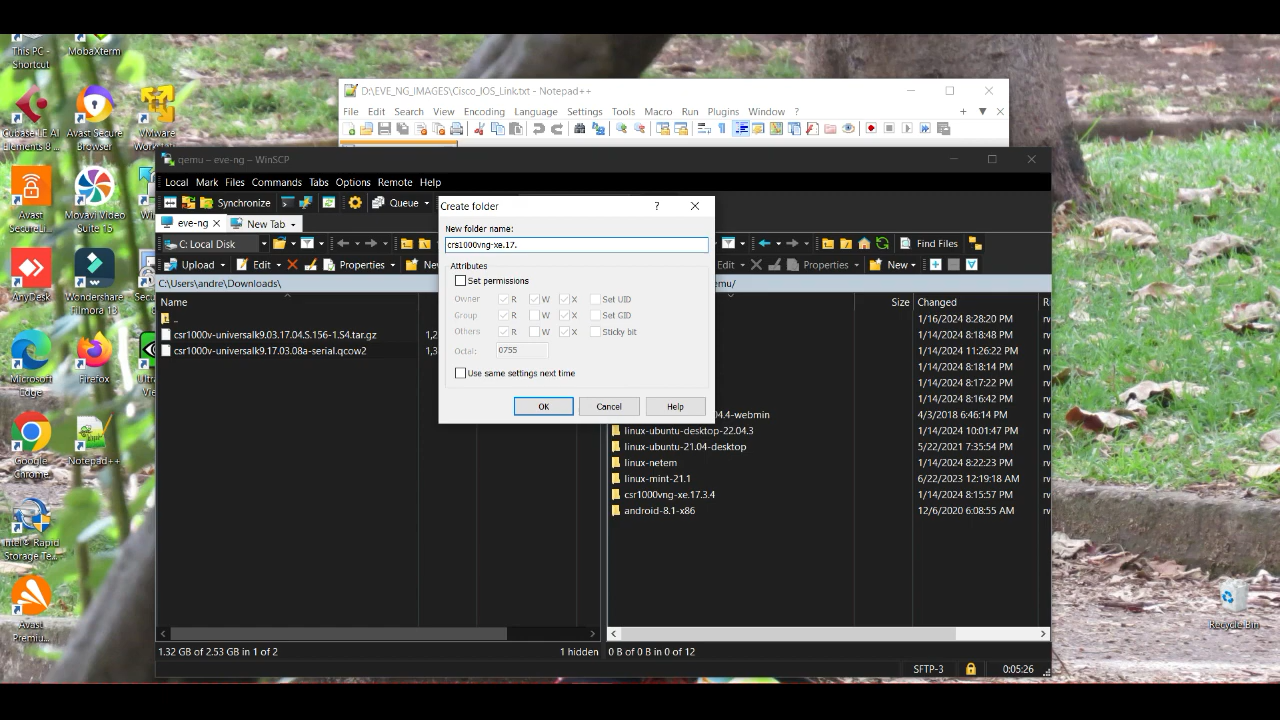 This PC -
Shortcut
MobaXterm
Cubase LE AI
Elements 8 ...
Avast Secure
Browser
VMware
Avast
SecureLi...
Movavi Video
Suite 15
AnyDesk
Wondershare
Filmora 13
Microsoft
Edge
Firefox
Google
Chrome
Notepad++
Intel® Rapid
Storage Te...
Avast
Premiu...
Recycle Bin
D:\EVE_NG_IMAGES\Cisco_IOS_Link.txt - Notepad++
File Edit Search View Encoding Language Settings Tools Macro Run Plugins Window ?
qemu – eve-ng – WinSCP
Local Mark Files Commands Tabs Options Remote Help
Synchronize
Queue
eve-ng
New Tab
C: Local Disk
Upload Edit Properties
C:\Users\andre\Downloads\
Name
..
csr1000v-universalk9.03.17.04.S.156-1.S4.tar.gz
csr1000v-universalk9.17.03.08a-serial.qcow2
1.32 GB of 2.53 GB in 1 of 2
1 hidden
Create folder
?
New folder name:
crs1000vng-xe.17.
Attributes
Set permissions
Owner R W X Set UID
Group R W X Set GID
Others R W X Sticky bit
Octal: 0755
Use same settings next time
OK Cancel Help
Find Files
Edit Properties New
emu/
Size Changed
1/16/2024 8:28:20 PM
1/14/2024 8:18:48 PM
1/14/2024 11:26:22 PM
1/14/2024 8:18:14 PM
1/14/2024 8:17:22 PM
1/14/2024 8:16:42 PM
04.4-webmin 4/3/2018 6:46:14 PM
linux-ubuntu-desktop-22.04.3 1/14/2024 10:01:47 PM
linux-ubuntu-21.04-desktop 5/22/2021 7:35:54 PM
linux-netem 1/14/2024 8:22:23 PM
linux-mint-21.1 6/22/2023 12:19:18 AM
csr1000vng-xe.17.3.4 1/14/2024 8:15:57 PM
android-8.1-x86 12/6/2020 6:08:55 AM
0 B of 0 B in 0 of 12
SFTP-3
0:05:26